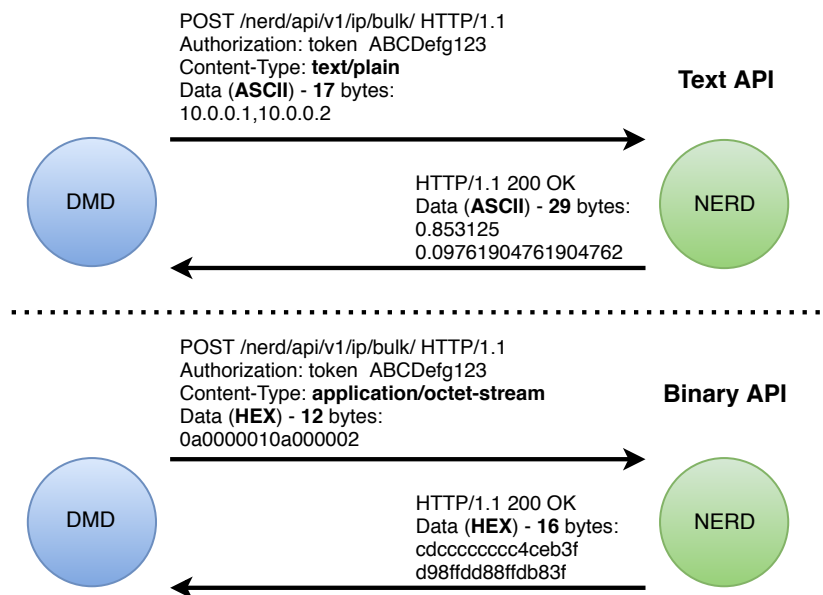 POST /nerd/api/v1/ip/bulk/ HTTP/1.1
Authorization: token  ABCDefg123
Content-Type: text/plain
Data (ASCII) - 17 bytes:
10.0.0.1,10.0.0.2
Text API
DMD
NERD
HTTP/1.1 200 OK
Data (ASCII) - 29 bytes:
0.853125
0.09761904761904762
POST /nerd/api/v1/ip/bulk/ HTTP/1.1
Authorization: token  ABCDefg123
Content-Type: application/octet-stream
Data (HEX) - 12 bytes:
0a0000010a000002
Binary API
DMD
NERD
HTTP/1.1 200 OK
Data (HEX) - 16 bytes:
cdcccccccc4ceb3f
d98ffdd88ffdb83f